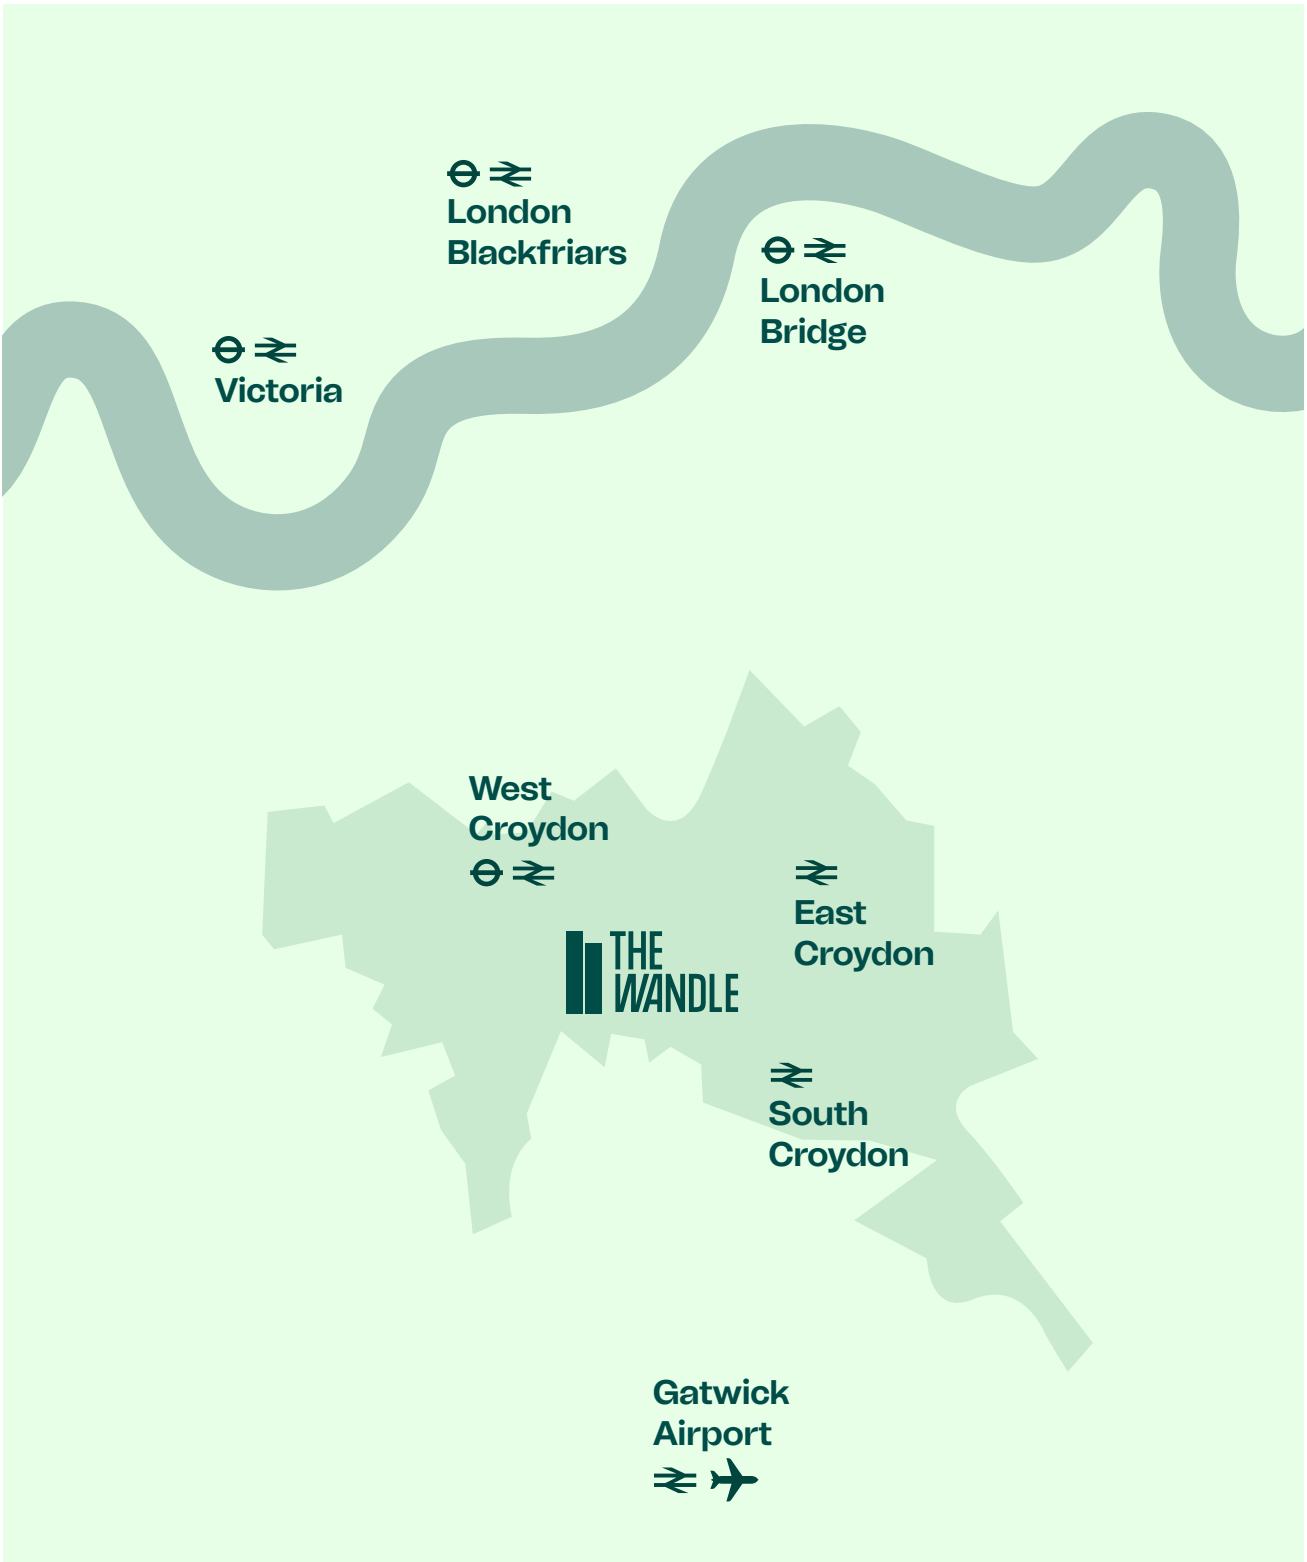 London
Blackfriars
London
Bridge
Victoria
West
Croydon
East
Croydon
THE
WANDLE
South
Croydon
Gatwick
Airport